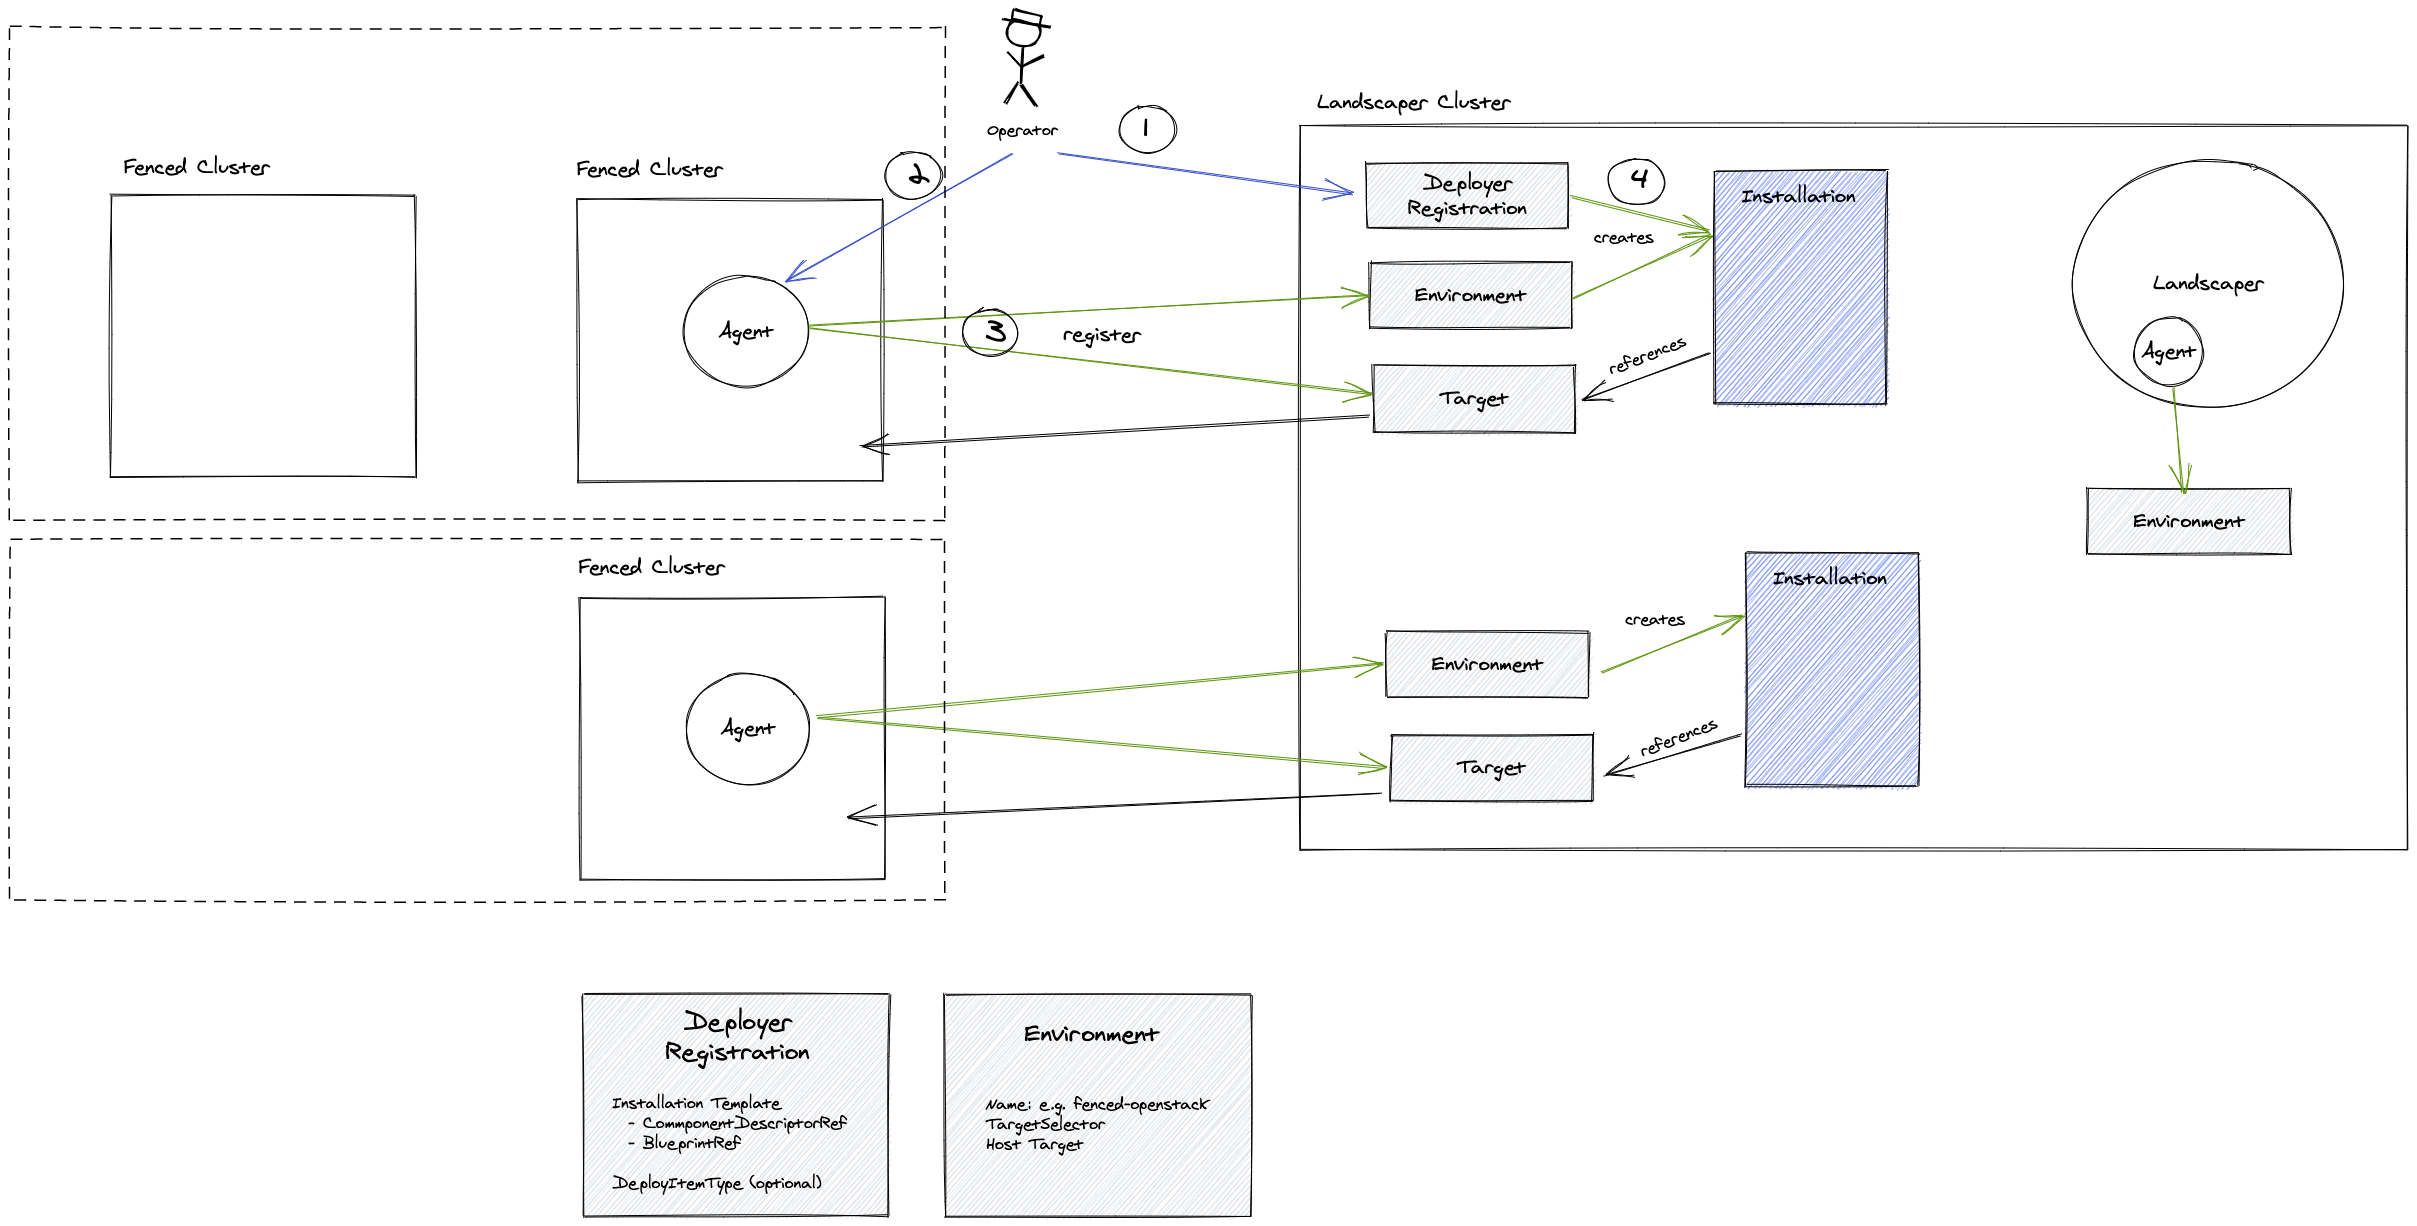 Operator
1
Landscaper Cluster
Fenced Cluster
Fenced Cluster
2
Deployer
Registration
4
Installation
creates
Environment
Landscaper
Agent
3
register
references
Agent
Target
Environment
Fenced Cluster
Installation
creates
Environment
Agent
references
Target
Deployer
Registration
Installation Template
- CommponentDescriptorRef
- BlueprintRef
DeployItemType (optional)
Environment
Name: e.g. fenced-openstack
TargetSelector
Host Target